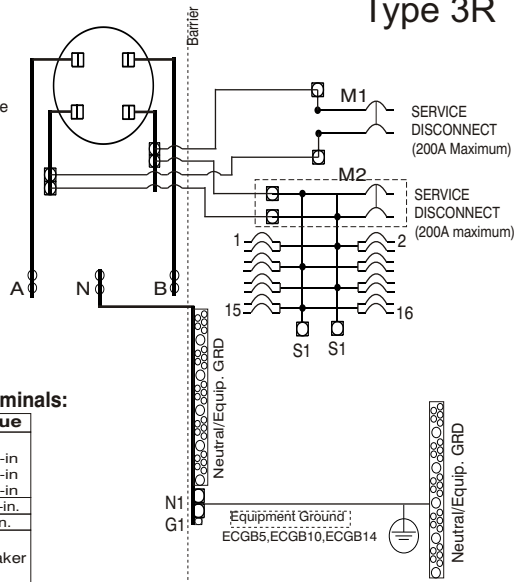 Type 3R
Barrier
e
M1
SERVICE
DISCONNECT
(200A Maximum)
M2
SERVICE
DISCONNECT
(200A maximum)
1
2
15
16
S1
S1
A
N
B
Neutral/Equip. GRD
minals:
ue
-in
-in
-in
-in.
n.
aker
N1
G1
Equipment Ground
ECGB5,ECGB10,ECGB14
Neutral/Equip. GRD